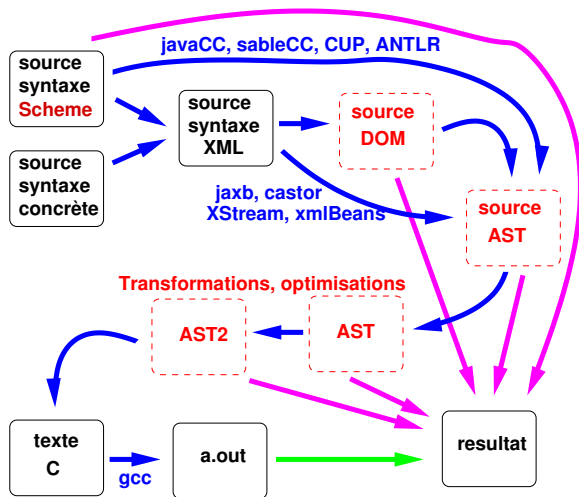 javaCC, sableCC, CUP, ANTLR
source
syntaxe
Scheme
source
syntaxe
XML
source
DOM
source
syntaxe
concrète
jaxb, castor
XStream, xmlBeans
source
AST
Transformations, optimisations
AST2
AST
texte
C
gcc
a.out
resultat